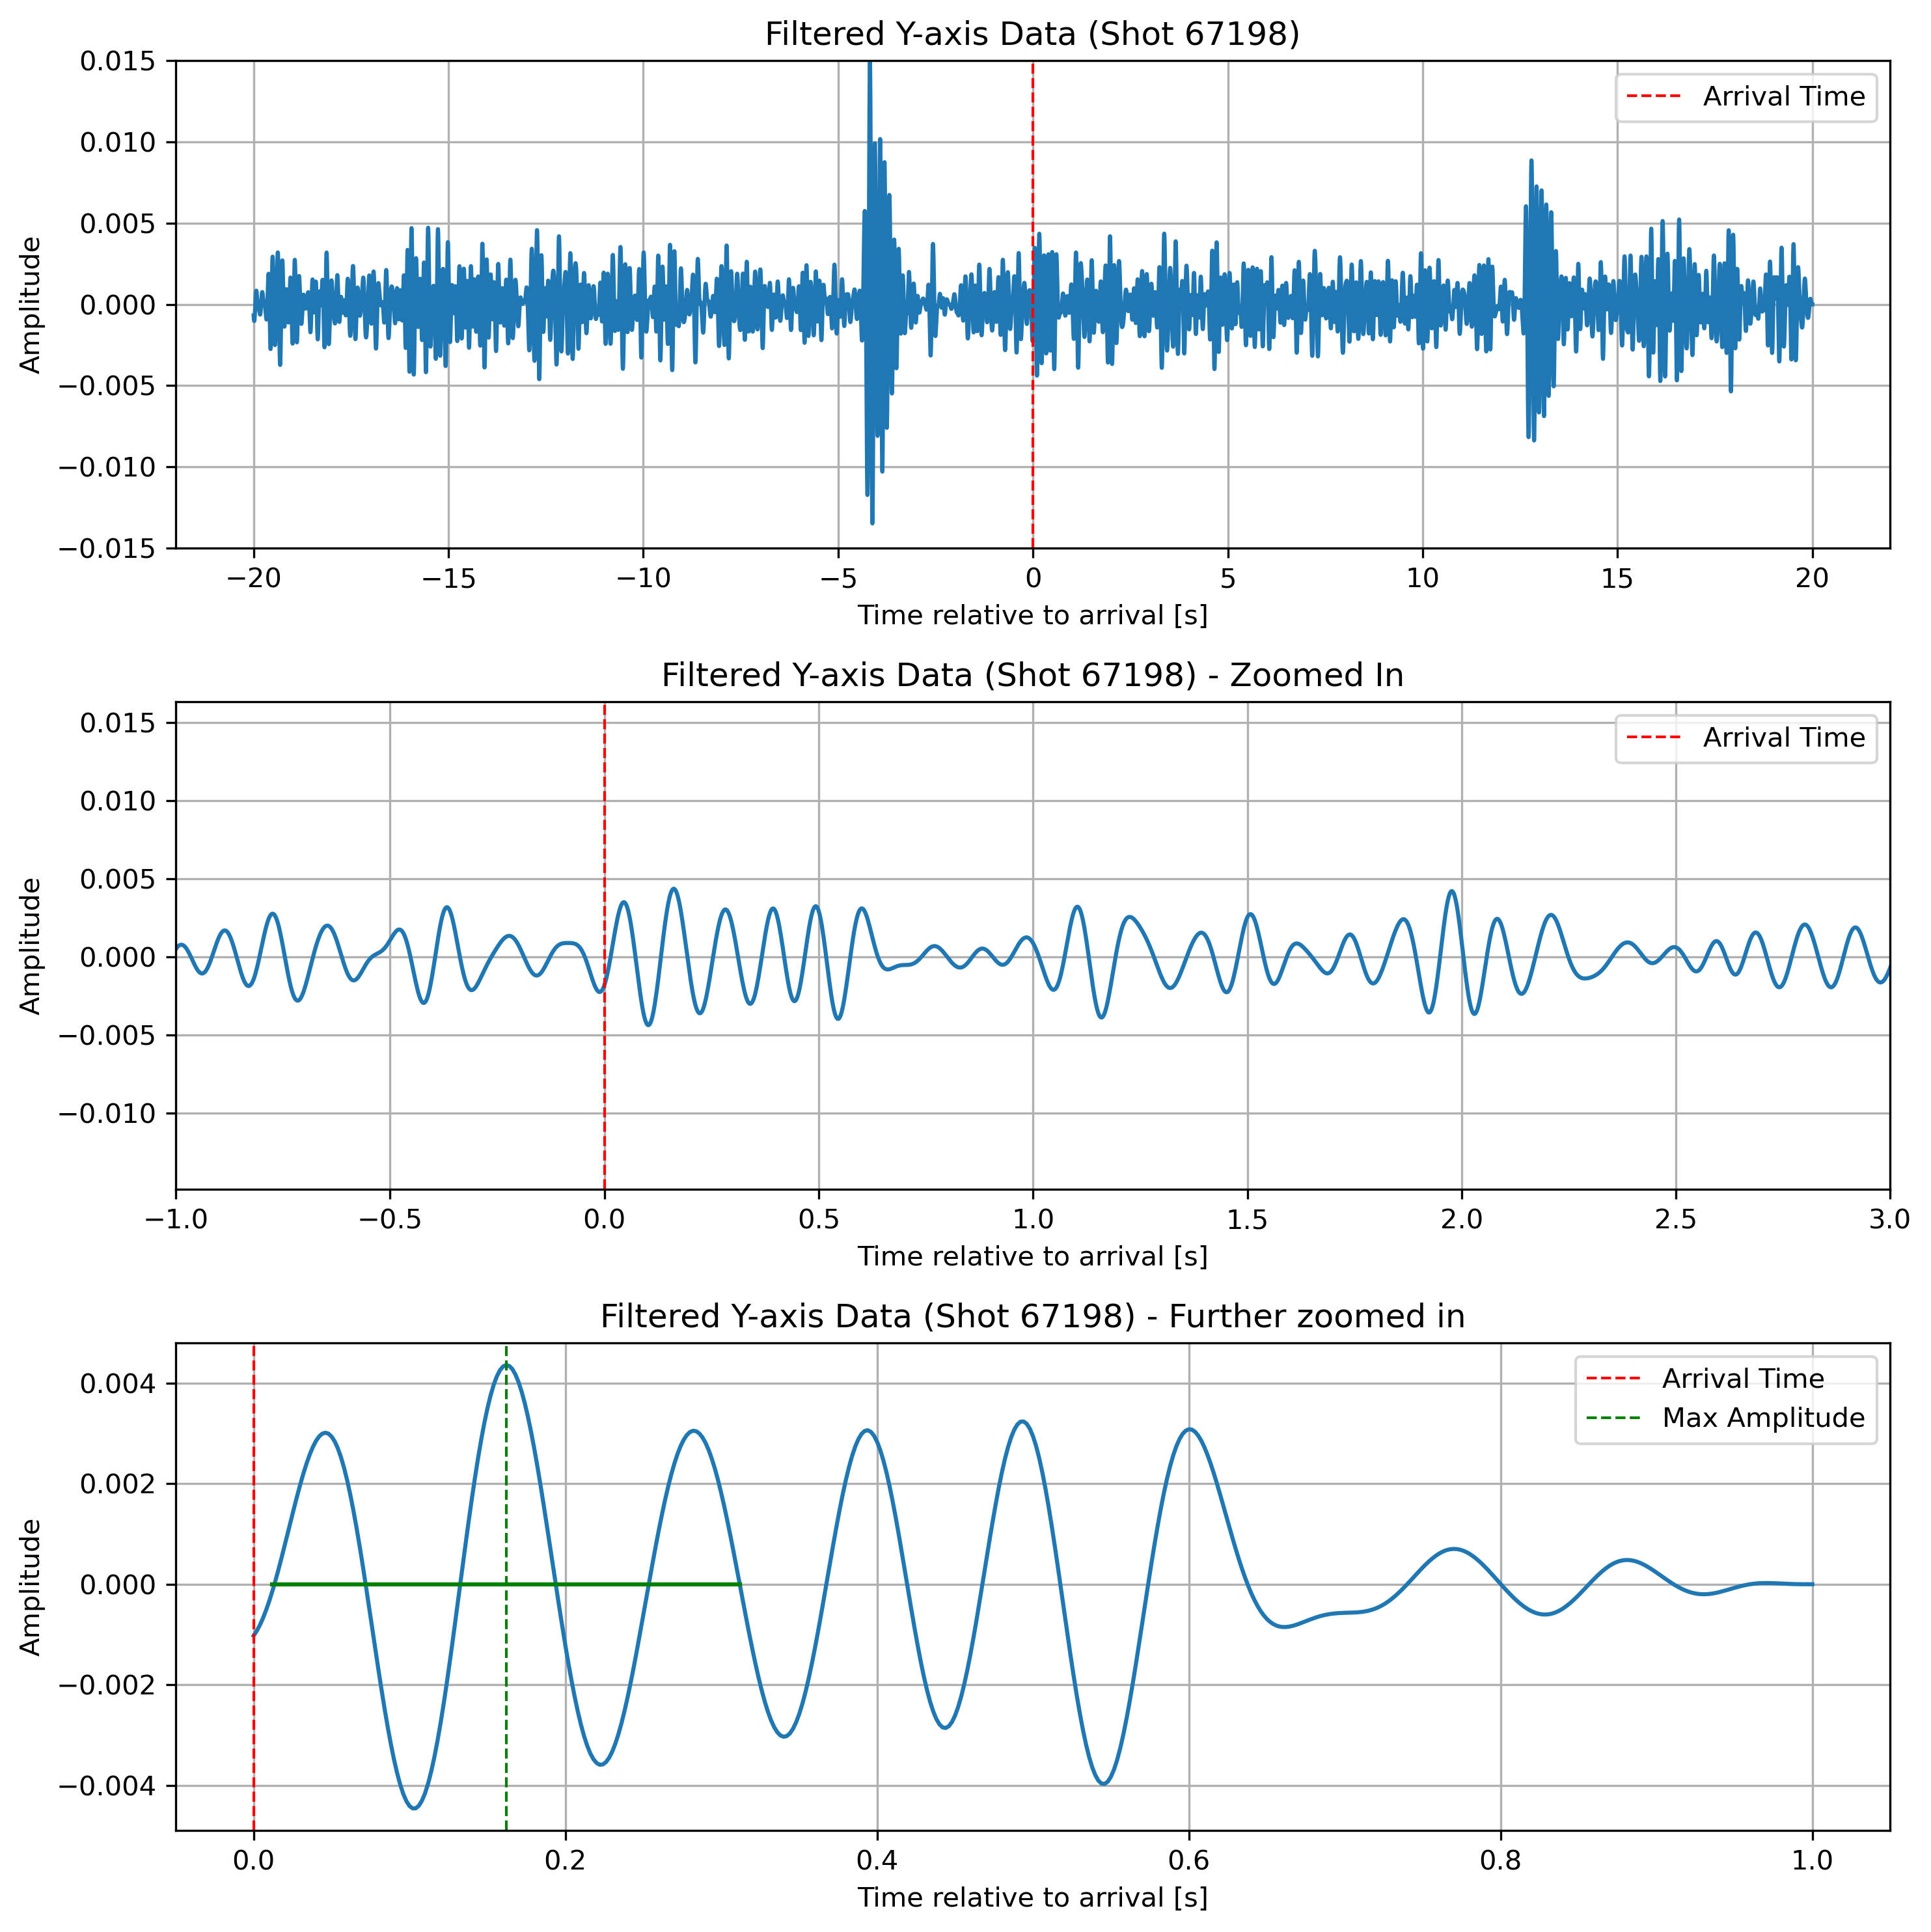 Filtered Y-axis Data (Shot 67198)
0.015
0.010
0.005
0.000
−0.005
−0.010
−0.015
Amplitude
Arrival Time
−20 −15 −10 −5 0 5 10 15 20
Time relative to arrival [s]
Filtered Y-axis Data (Shot 67198) - Zoomed In
0.015
0.010
0.005
0.000
−0.005
−0.010
Amplitude
Arrival Time
−1.0 −0.5 0.0 0.5 1.0 1.5 2.0 2.5 3.0
Time relative to arrival [s]
Filtered Y-axis Data (Shot 67198) - Further zoomed in
0.004
0.002
0.000
−0.002
−0.004
Amplitude
Arrival Time
Max Amplitude
0.0 0.2 0.4 0.6 0.8 1.0
Time relative to arrival [s]